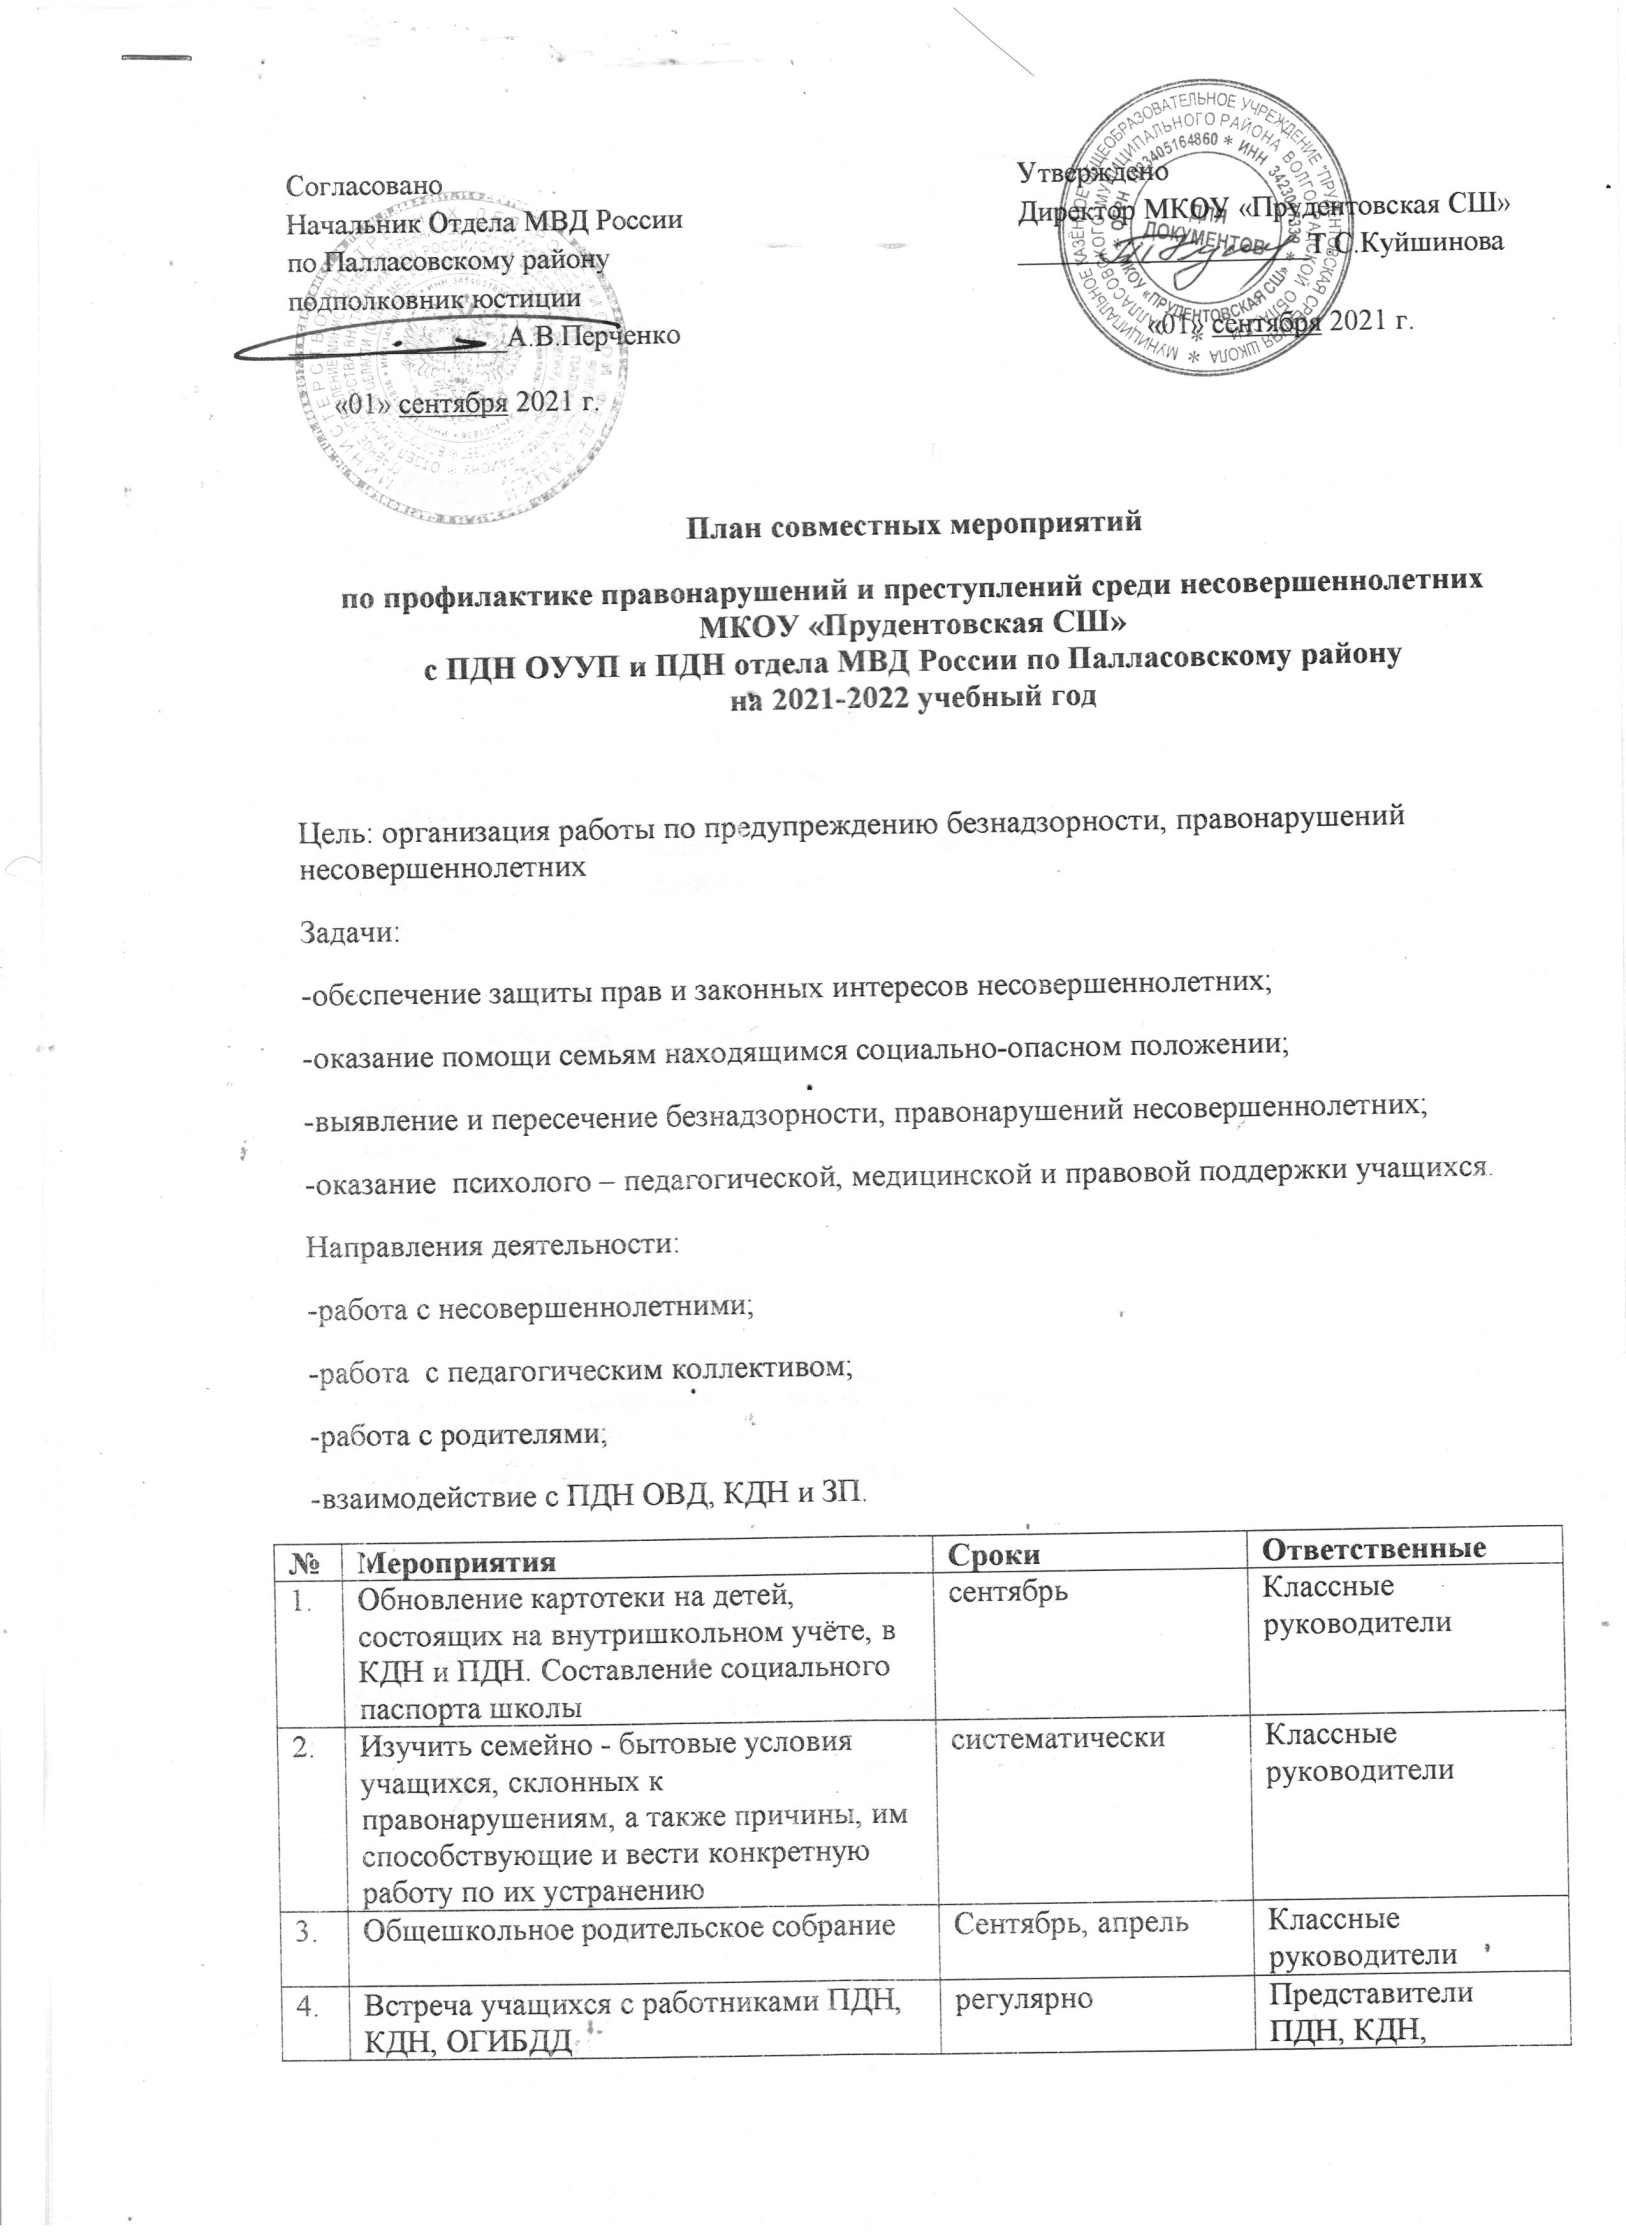 Согласовано
Начальник Отдела МВД России
по Палласовскому району
подполковник юстиции
А.В.Перченко
«01» сентября 2021 г.
Утверждено
Директор МКОУ «Прудентовская СШ»
Т.С.Куйшинова
«01» сентября 2021 г.
ДЛЯ
ДОКУМЕНТОВ
МКОУ «ПРУДЕНТОВСКАЯ СШ»
План совместных мероприятий
по профилактике правонарушений и преступлений среди несовершеннолетних
МКОУ «Прудентовская СШ»
с ПДН ОУУП и ПДН отдела МВД России по Палласовскому району
на 2021-2022 учебный год
Цель: организация работы по предупреждению безнадзорности, правонарушений
несовершеннолетних
Задачи:
-обеспечение защиты прав и законных интересов несовершеннолетних;
-оказание помощи семьям находящимся социально-опасном положении;
-выявление и пересечение безнадзорности, правонарушений несовершеннолетних;
-оказание психолого – педагогической, медицинской и правовой поддержки учащихся.
Направления деятельности:
-работа с несовершеннолетними;
-работа с педагогическим коллективом;
-работа с родителями;
-взаимодействие с ПДН ОВД, КДН и ЗП.
№ Мероприятия Сроки Ответственные
1. Обновление картотеки на детей, сентябрь Классные
состоящих на внутришкольном учёте, в руководители
КДН и ПДН. Составление социального
паспорта школы
2. Изучить семейно - бытовые условия систематически Классные
учащихся, склонных к руководители
правонарушениям, а также причины, им
способствующие и вести конкретную
работу по их устранению
3. Общешкольное родительское собрание Сентябрь, апрель Классные
руководители
4. Встреча учащихся с работниками ПДН, регулярно Представители
КДН, ОГИБДД ПДН, КДН,